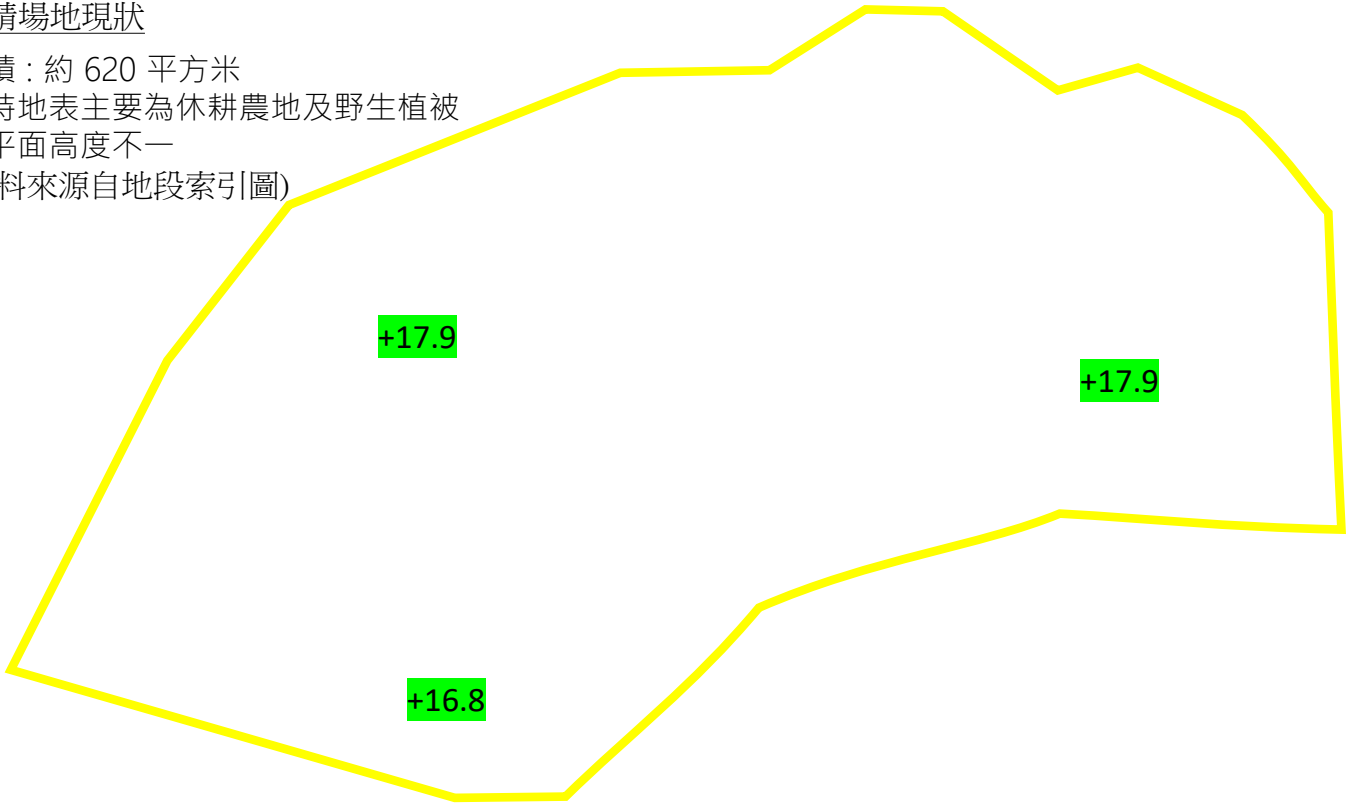 請場地現狀
積 : 約 620 平方米
時地表主要為休耕農地及野生植被
平面高度不一
料來源自地段索引圖)
+17.9
+17.9
+16.8